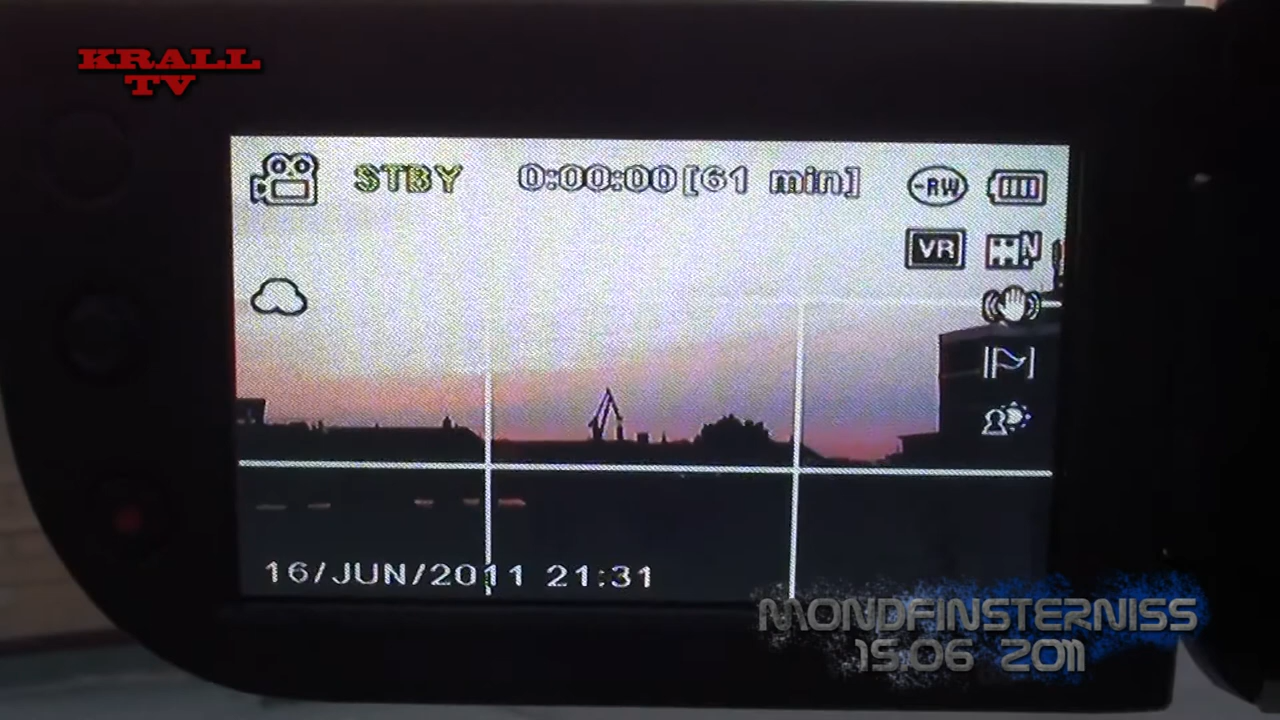 KRALL
TV
STBY 0:00:00[61 min] -RW
VR N
16/JUN/2011 21:31
MONDFINSTERNISS
15.06 2011